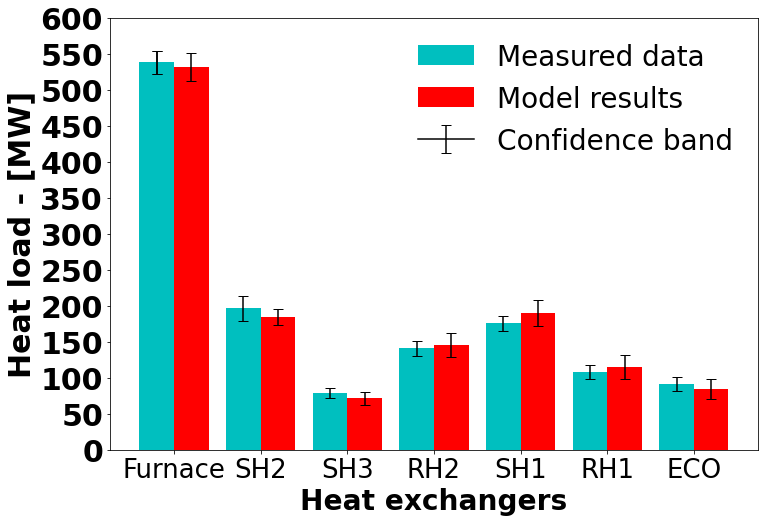 Heat load - [MW]
600
550
500
450
400
350
300
250
200
150
100
50
0
Measured data
Model results
Confidence band
Furnace SH2 SH3 RH2 SH1 RH1 ECO
Heat exchangers